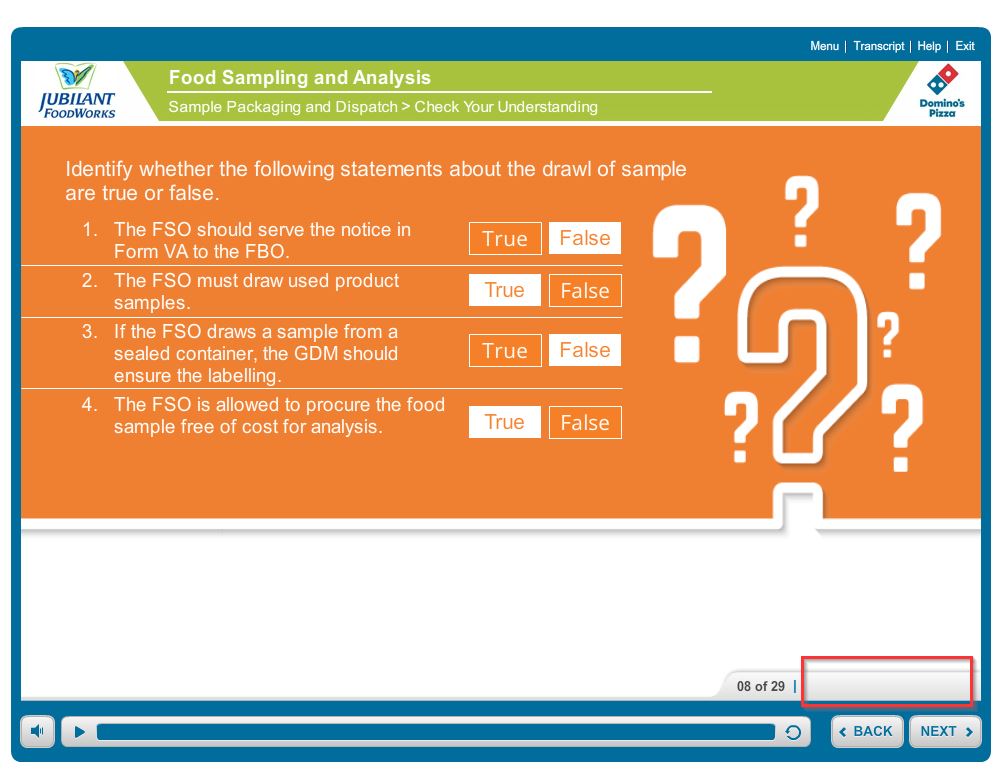 Menu | Transcript | Help | Exit
JUBILANT
FOODWORKS
Food Sampling and Analysis
Sample Packaging and Dispatch > Check Your Understanding
Domino's
Pizza
Identify whether the following statements about the drawl of sample
are true or false.
1. The FSO should serve the notice in
Form VA to the FBO.
True False
2. The FSO must draw used product
samples.
True False
3. If the FSO draws a sample from a
sealed container, the GDM should
ensure the labelling.
True False
4. The FSO is allowed to procure the food
sample free of cost for analysis.
True False
08 of 29 |
BACK
NEXT